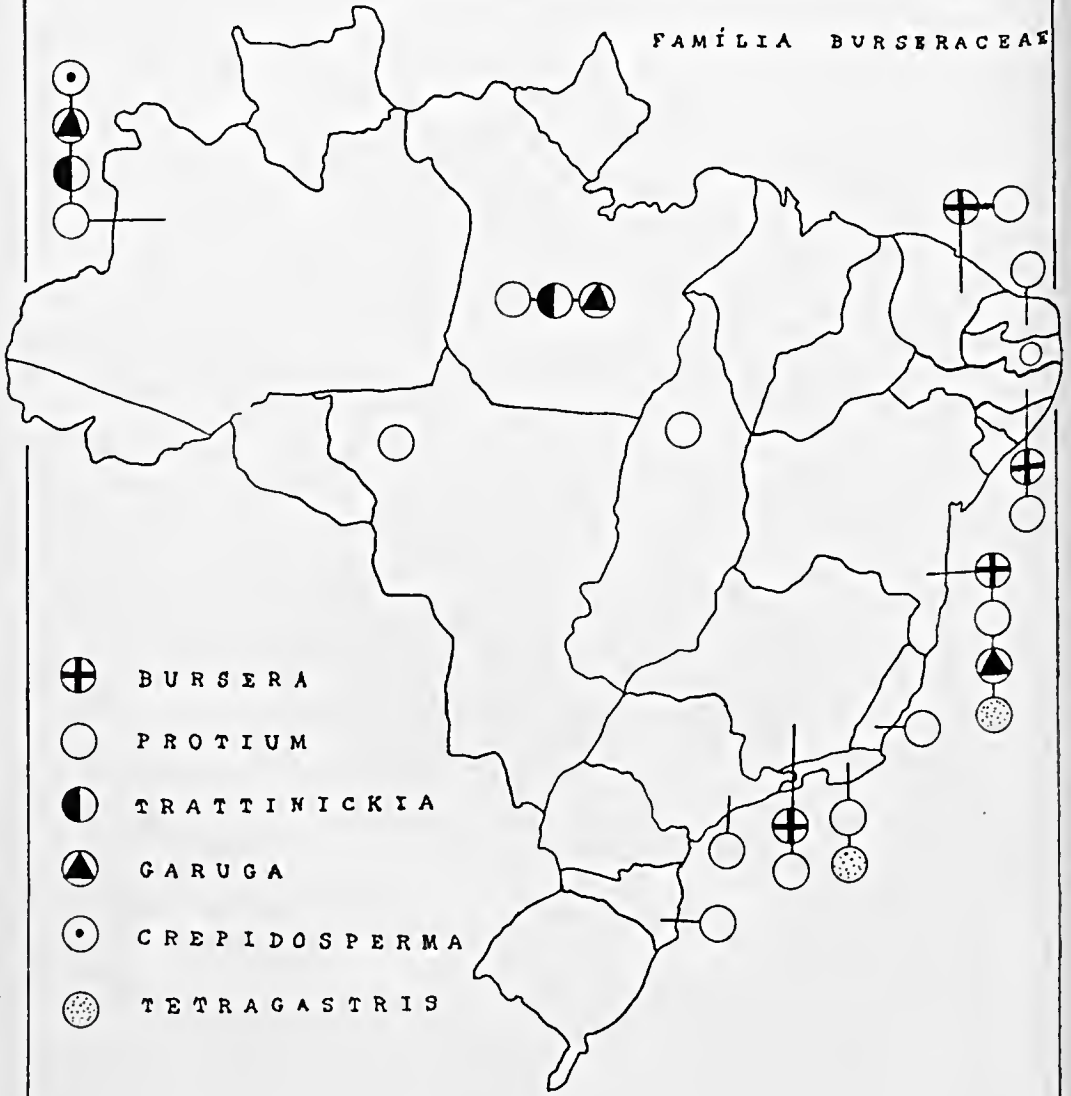 FAMÍLIA BURSERACEAE
BURSERA
PROTIUM
TRATTINICKIA
GARUGA
CREPIDOSPERMA
TETRAGASTRIS